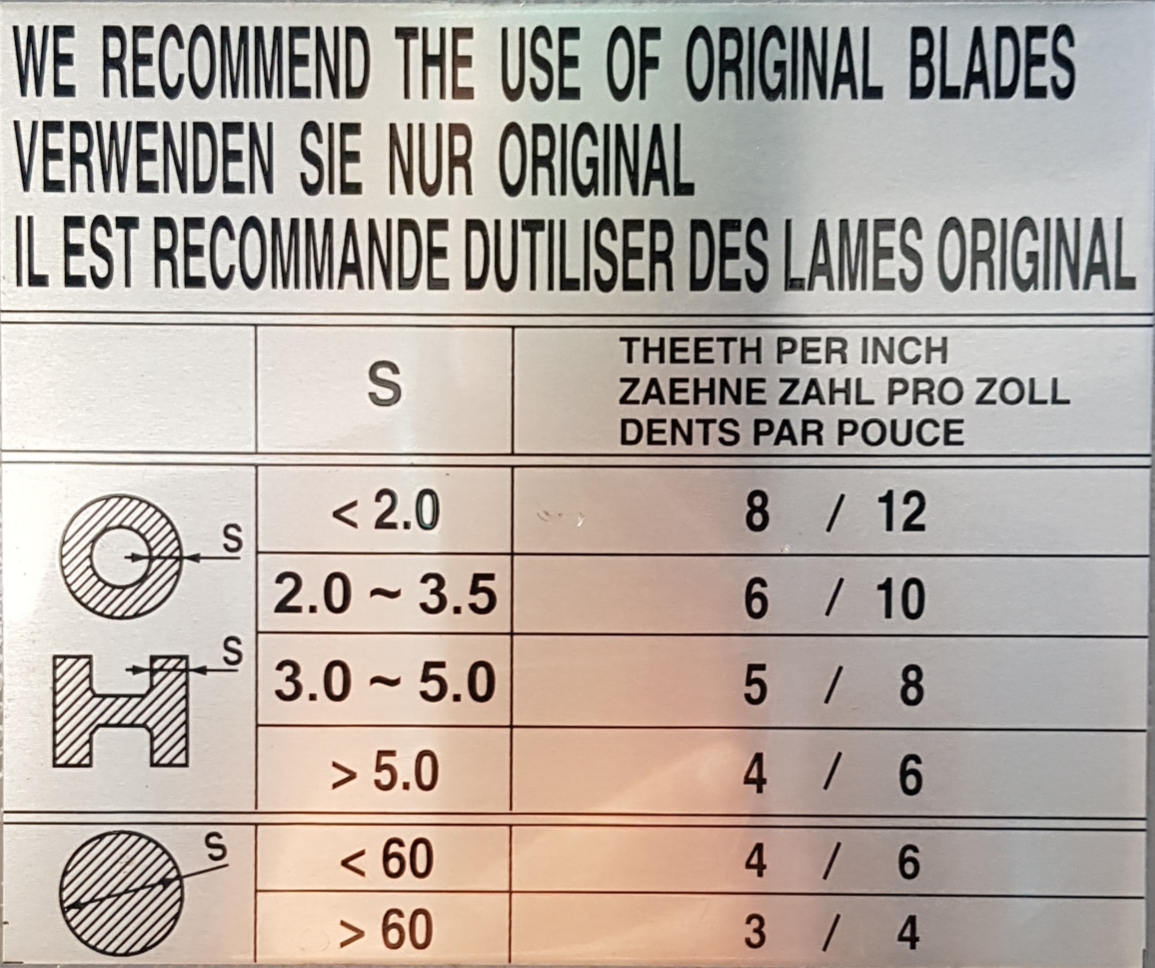 WE RECOMMEND THE USE OF ORIGINAL BLADES
VERWENDEN SIE NUR ORIGINAL
IL EST RECOMMANDE DUTILISER DES LAMES ORIGINAL
S
THEETH PER INCH
ZAEHNE ZAHL PRO ZOLL
DENTS PAR POUCE
S
< 2.0 8 / 12
2.0 ~ 3.5 6 / 10
S
3.0 ~ 5.0 5 / 8
> 5.0 4 / 6
S
< 60 4 / 6
> 60 3 / 4